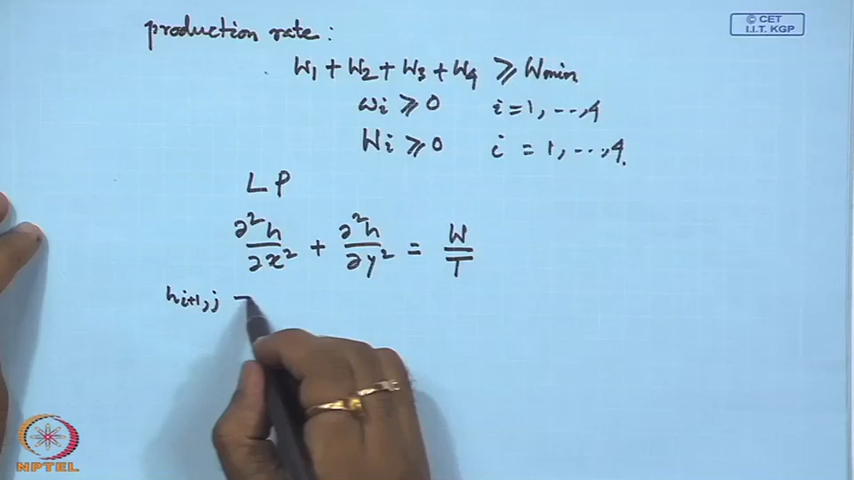 © CET
I.I.T. KGP
production rate:
W₁ + W₂ + W₃ + W₄ ⩾ Wmin
wi ⩾ 0 i = 1, ..., 4
Wi ⩾ 0 i = 1, ..., 4.
LP
∂²h/∂x² + ∂²h/∂y² = W/T
hi+1,j −
NPTEL